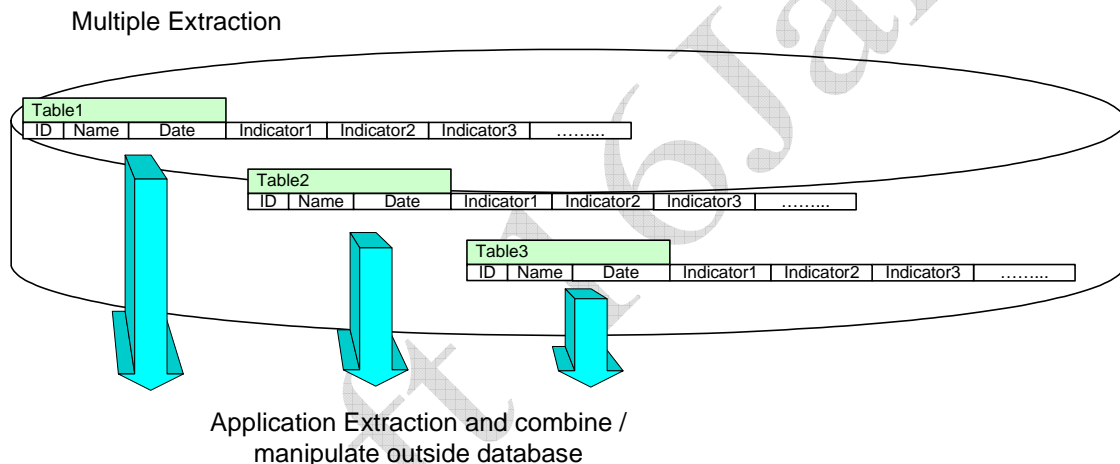 Multiple Extraction
Table1
ID Name Date Indicator1 Indicator2 Indicator3 ……...
Table2
ID Name Date Indicator1 Indicator2 Indicator3 ……...
Table3
ID Name Date Indicator1 Indicator2 Indicator3 ……...
Application Extraction and combine /
manipulate outside database